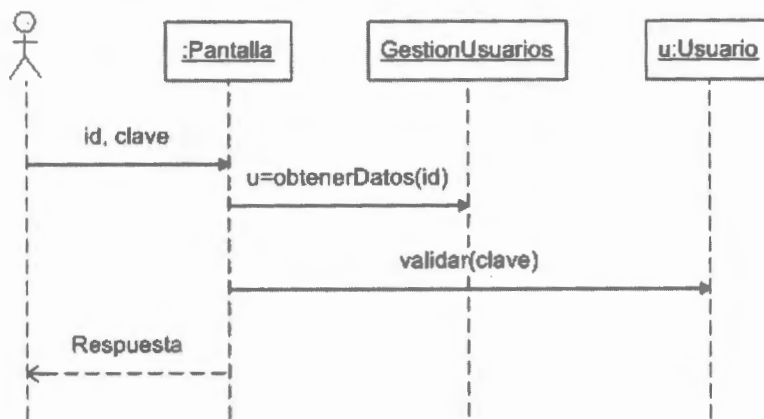 :Pantalla
GestionUsuarios
u:Usuario
id, clave
u=obtenerDatos(id)
validar(clave)
Respuesta